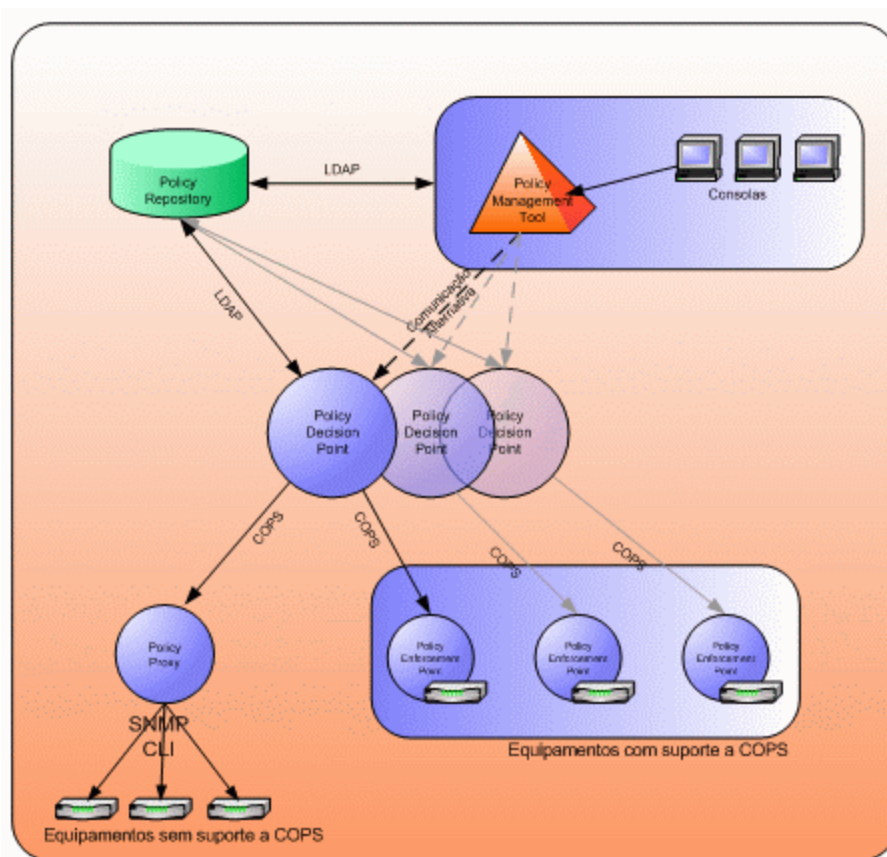 Policy
Repository
LDAP
Policy
Management
Tool
Consolas
LDAP
Comunicação
Alternativa
Policy
Decision
Point
Policy
Decision
Point
Policy
Decision
Point
COPS
COPS
COPS
COPS
Policy
Proxy
Policy
Enforcement
Point
Policy
Enforcement
Point
Policy
Enforcement
Point
SNMP
CLI
Equipamentos com suporte a COPS
Equipamentos sem suporte a COPS